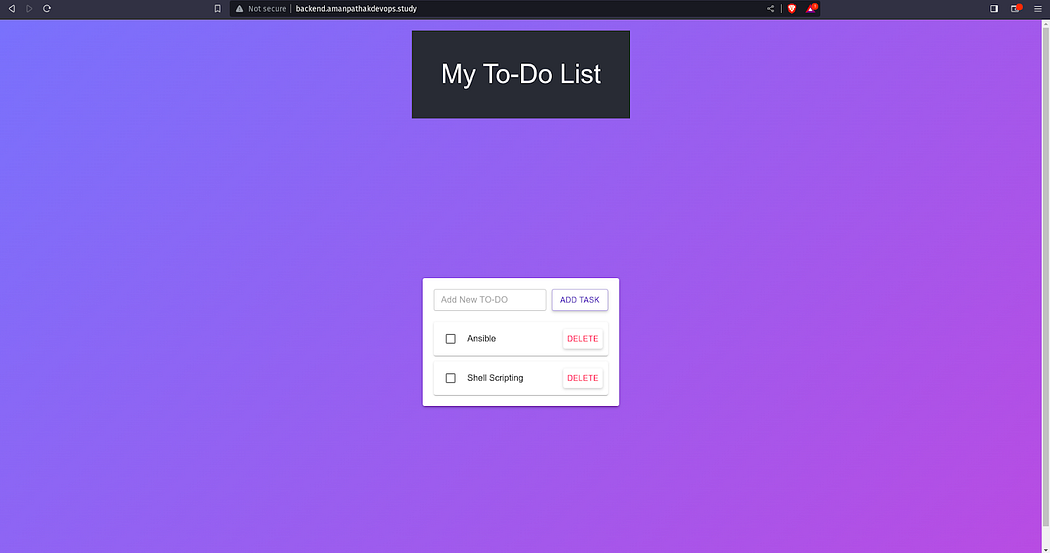 Not secure backend.amanpathakdevops.study
My To-Do List
Add New TO-DO ADD TASK
Ansible DELETE
Shell Scripting DELETE